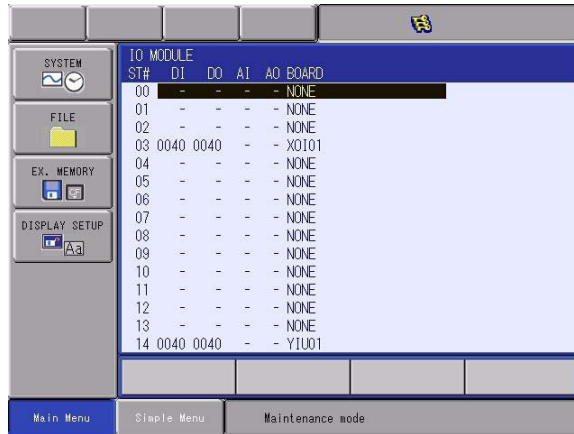 SYSTEM
FILE
EX. MEMORY
CF
DISPLAY SETUP
Aa
IO MODULE
ST# DI DO AI AO BOARD
00 - - - - NONE
01 - - - - NONE
02 - - - - NONE
03 0040 0040 - - XOI01
04 - - - - NONE
05 - - - - NONE
06 - - - - NONE
07 - - - - NONE
08 - - - - NONE
09 - - - - NONE
10 - - - - NONE
11 - - - - NONE
12 - - - - NONE
13 - - - - NONE
14 0040 0040 - - YIU01
Main Menu
Simple Menu
Maintenance mode